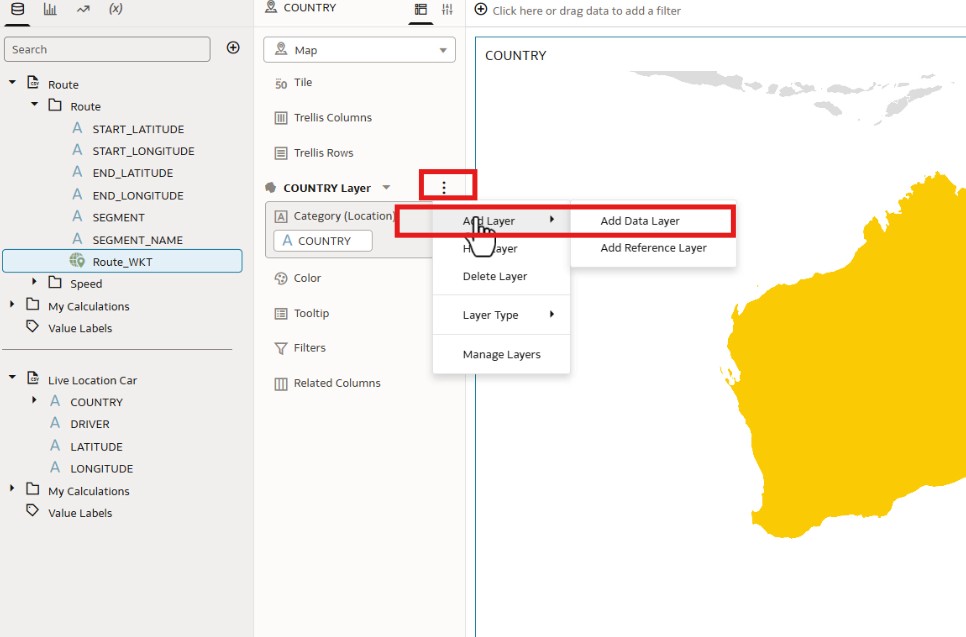 (x)
Search
Route
Route
A START_LATITUDE
A START_LONGITUDE
A END_LATITUDE
A END_LONGITUDE
A SEGMENT
A SEGMENT_NAME
Route_WKT
Speed
My Calculations
Value Labels
Live Location Car
A COUNTRY
A DRIVER
A LATITUDE
A LONGITUDE
My Calculations
Value Labels
COUNTRY
Map
50 Tile
Trellis Columns
Trellis Rows
COUNTRY Layer
A Category (Location)
A COUNTRY
Color
Tooltip
Filters
Related Columns
Add Layer
Layer
Delete Layer
Layer Type
Manage Layers
Add Data Layer
Add Reference Layer
Click here or drag data to add a filter
COUNTRY